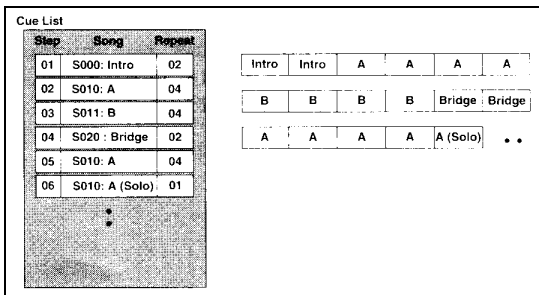 Cue List
Step Song Repeat
01 S000: Intro 02
02 S010: A 04
03 S011: B 04
04 S020 : Bridge 02
05 S010: A 04
06 S010: A (Solo) 01
Intro Intro A A A A
B B B B Bridge Bridge
A A A A A (Solo)